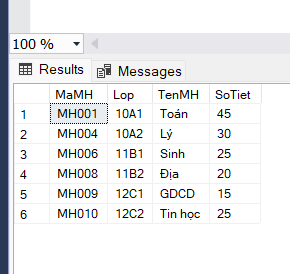 100 %
Results Messages
MaMH Lop TenMH SoTiet
1 MH001 10A1 Toán 45
2 MH004 10A2 Lý 30
3 MH006 11B1 Sinh 25
4 MH008 11B2 Địa 20
5 MH009 12C1 GDCD 15
6 MH010 12C2 Tin học 25